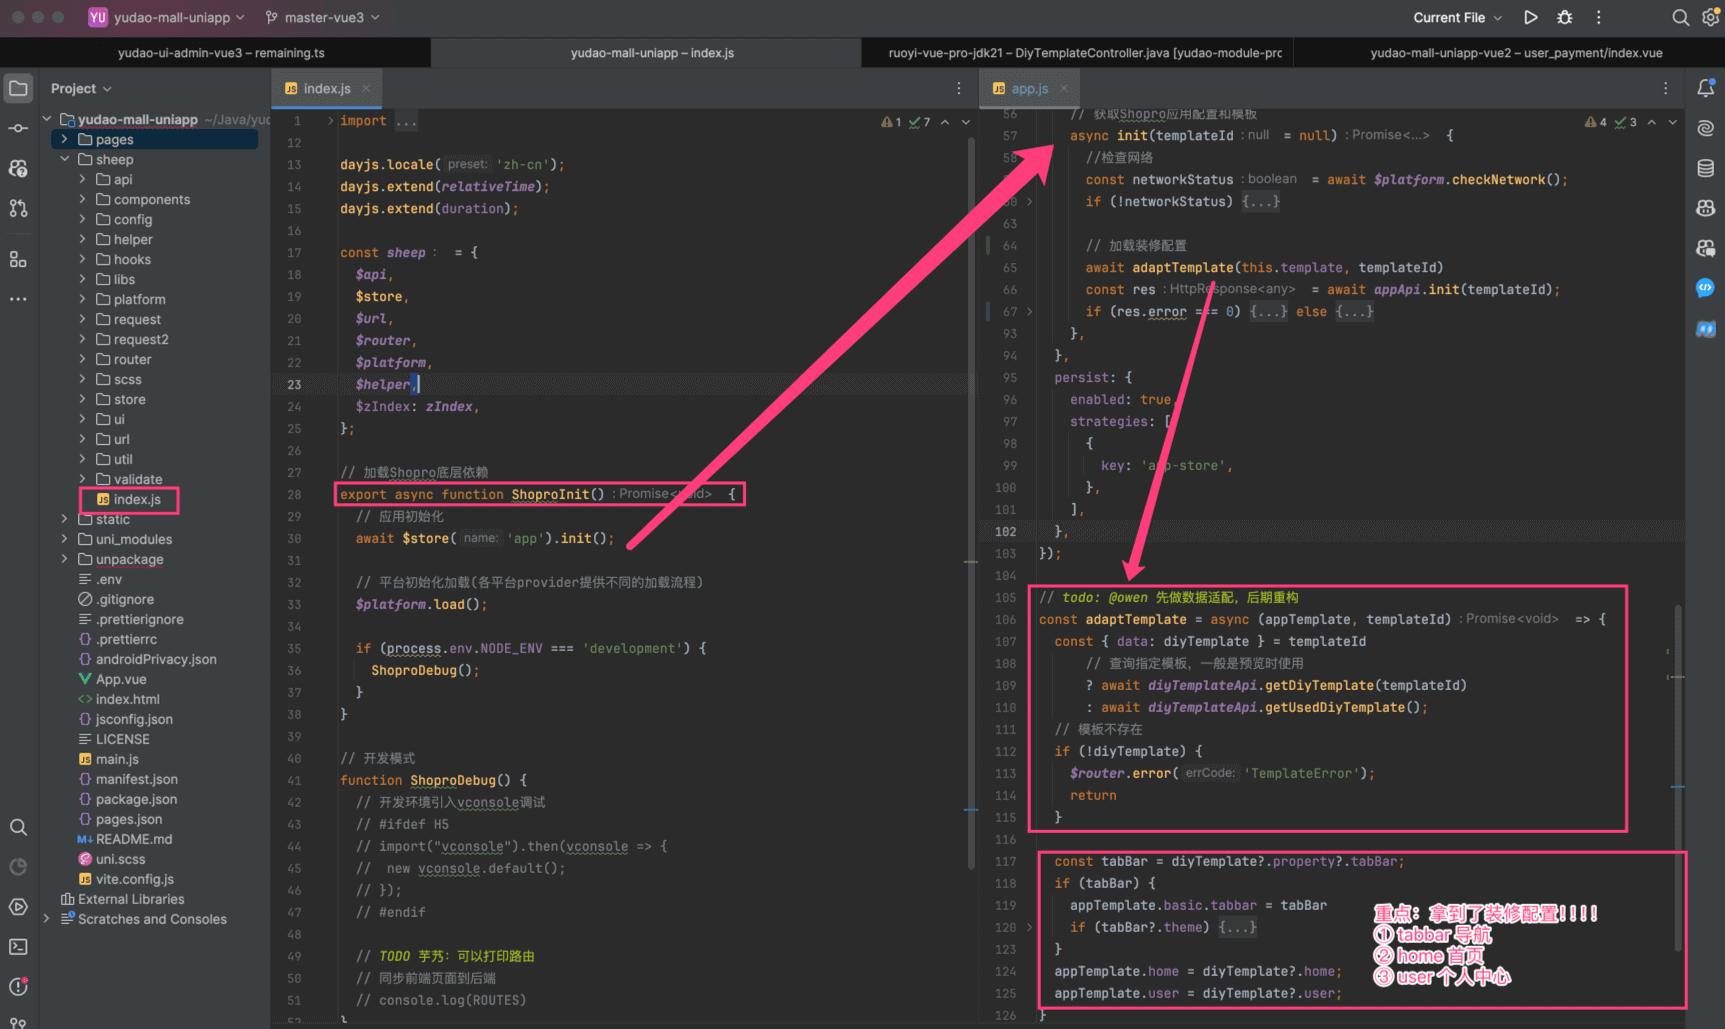 YU yudao-mall-uniapp master-vue3 Current File
yudao-ui-admin-vue3 – remaining.ts
yudao-mall-uniapp – index.js
ruoyi-vue-pro-jdk21 – DiyTemplateController.java [yudao-module-prc
yudao-mall-uniapp-vue2 – user_payment/index.vue
Project
yudao-mall-uniapp ~/Java/yud
pages
sheep
api
components
config
helper
hooks
libs
platform
request
request2
router
scss
store
ui
url
util
validate
JS index.js
static
uni_modules
unpackage
.env
.gitignore
.prettierignore
.prettierrc
androidPrivacy.json
App.vue
index.html
jsconfig.json
LICENSE
JS main.js
manifest.json
package.json
pages.json
M↓ README.md
uni.scss
JS vite.config.js
External Libraries
Scratches and Consoles
JS index.js
1 7
1 import ...
12
13 dayjs.locale( preset: 'zh-cn');
14 dayjs.extend(relativeTime);
15 dayjs.extend(duration);
16
17 const sheep : = {
18 $api,
19 $store,
20 $url,
21 $router,
22 $platform,
23 $helper,
24 $zIndex: zIndex,
25 };
26
27 // 加载Shopro底层依赖
28 export async function ShoproInit() : Promise<void> {
29 // 应用初始化
30 await $store( name: 'app').init();
31
32 // 平台初始化加载(各平台provider提供不同的加载流程)
33 $platform.load();
34
35 if (process.env.NODE_ENV === 'development') {
36 ShoproDebug();
37 }
38 }
39
40 // 开发模式
41 function ShoproDebug() {
42 // 开发环境引入vconsole调试
43 // #ifdef H5
44 // import("vconsole").then(vconsole => {
45 // new vconsole.default();
46 // });
47 // #endif
48
49 // TODO 芋艿：可以打印路由
50 // 同步前端页面到后端
51 // console.log(ROUTES)
52 }
JS app.js
4 3
56 // 获取Shopro应用配置和模板
57 async init(templateId : null = null) : Promise<...> {
58 //检查网络
const networkStatus : boolean = await $platform.checkNetwork();
60 if (!networkStatus) {...}
63
64 // 加载装修配置
65 await adaptTemplate(this.template, templateId)
66 const res : HttpResponse<any> = await appApi.init(templateId);
67 if (res.error === 0) {...} else {...}
93 },
94 },
95 persist: {
96 enabled: true,
97 strategies: [
98 {
99 key: 'app-store',
100 },
101 ],
102 },
103 });
104
105 // todo: @owen 先做数据适配，后期重构
106 const adaptTemplate = async (appTemplate, templateId) : Promise<void> => {
107 const { data: diyTemplate } = templateId
108 // 查询指定模板，一般是预览时使用
109 ? await diyTemplateApi.getDiyTemplate(templateId)
110 : await diyTemplateApi.getUsedDiyTemplate();
111 // 模板不存在
112 if (!diyTemplate) {
113 $router.error( errCode: 'TemplateError');
114 return
115 }
116
117 const tabBar = diyTemplate?.property?.tabBar;
118 if (tabBar) {
119 appTemplate.basic.tabbar = tabBar
120 if (tabBar?.theme) {...}
123 }
124 appTemplate.home = diyTemplate?.home;
125 appTemplate.user = diyTemplate?.user;
126 }
重点：拿到了装修配置！！！！
① tabbar 导航
② home 首页
③ user 个人中心